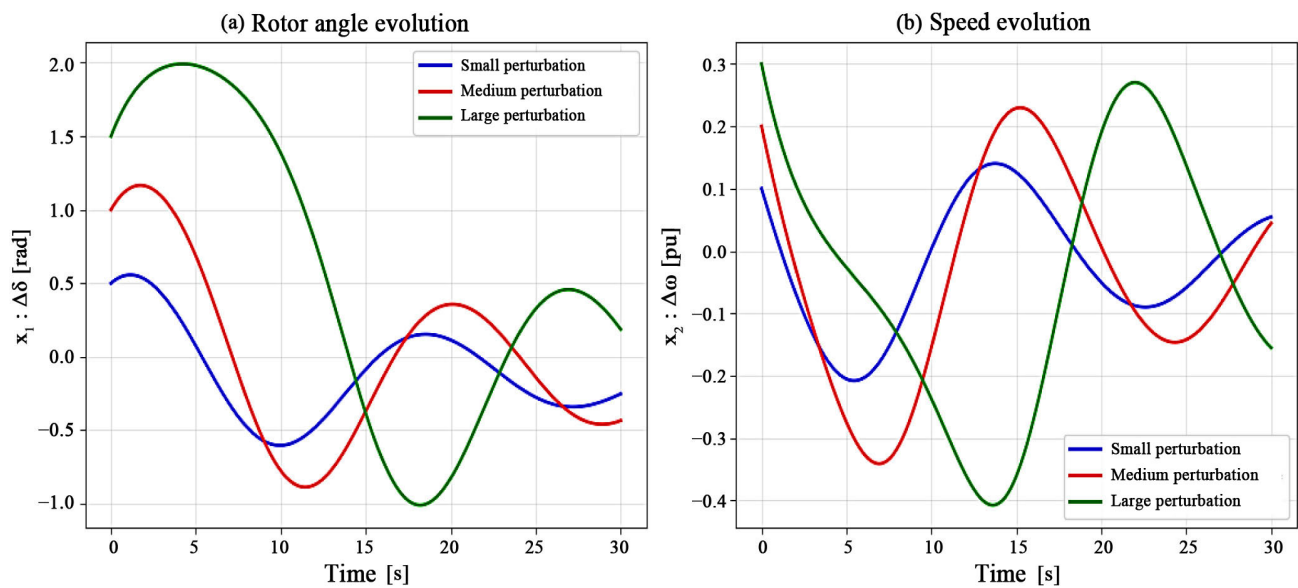 (a) Rotor angle evolution
2.0
1.5
1.0
0.5
0.0
−0.5
−1.0
x₁ : Δδ [rad]
Small perturbation
Medium perturbation
Large perturbation
0 5 10 15 20 25 30
Time [s]
(b) Speed evolution
0.3
0.2
0.1
0.0
−0.1
−0.2
−0.3
−0.4
x₂ : Δω [pu]
Small perturbation
Medium perturbation
Large perturbation
0 5 10 15 20 25 30
Time [s]